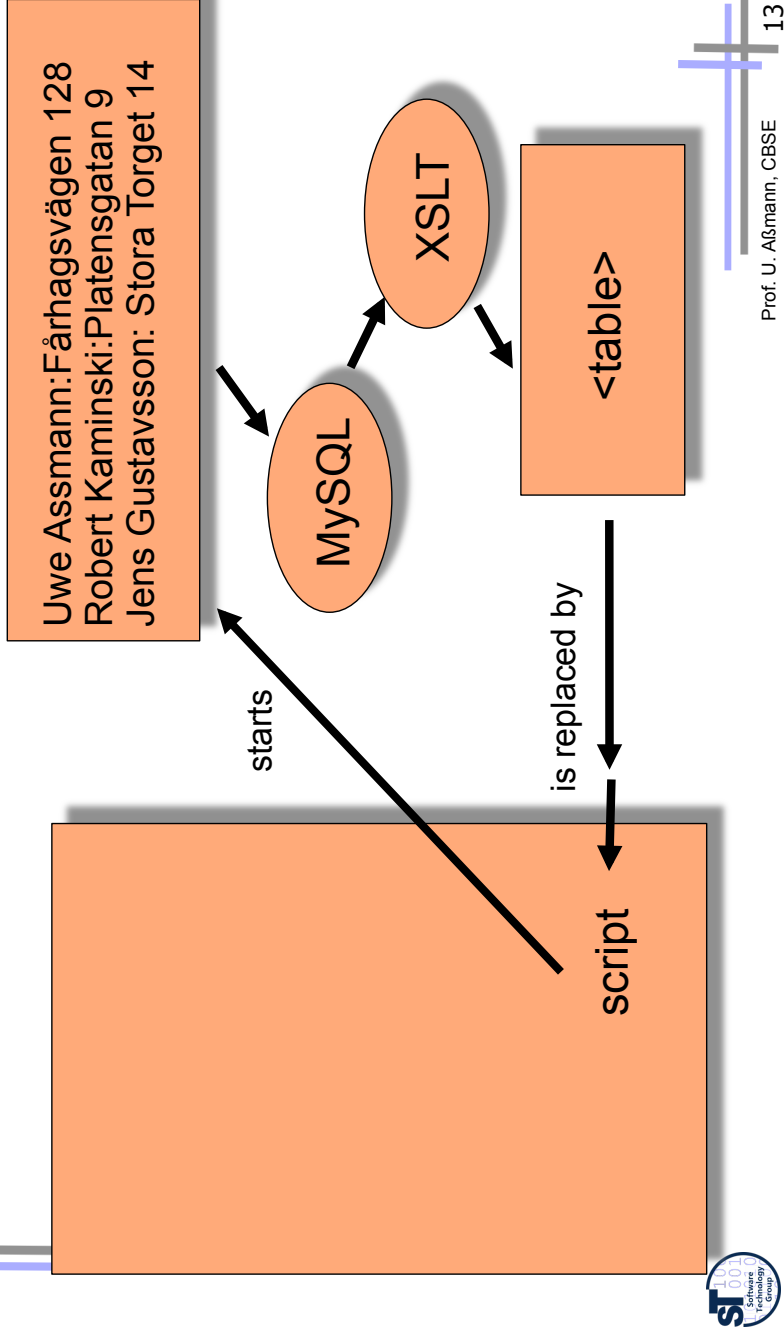 Uwe Assmann:Fårhagsvägen 128
Robert Kaminski:Platensgatan 9
Jens Gustavsson: Stora Torget 14
starts
MySQL
XSLT
is replaced by
<table>
script
Prof. U. Aßmann, CBSE
13
ST
Software
Technology
Group